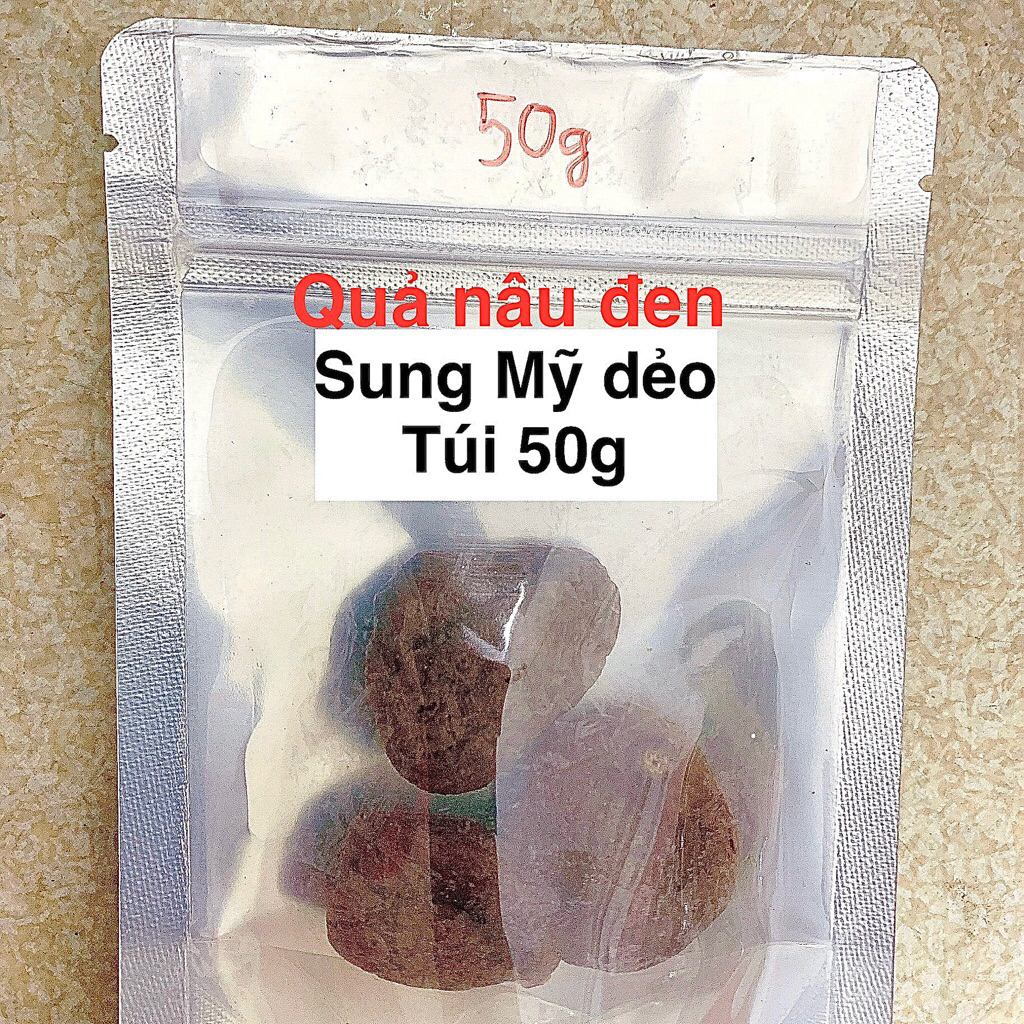 50g
Quả nâu đen
Sung Mỹ dẻo
Túi 50g